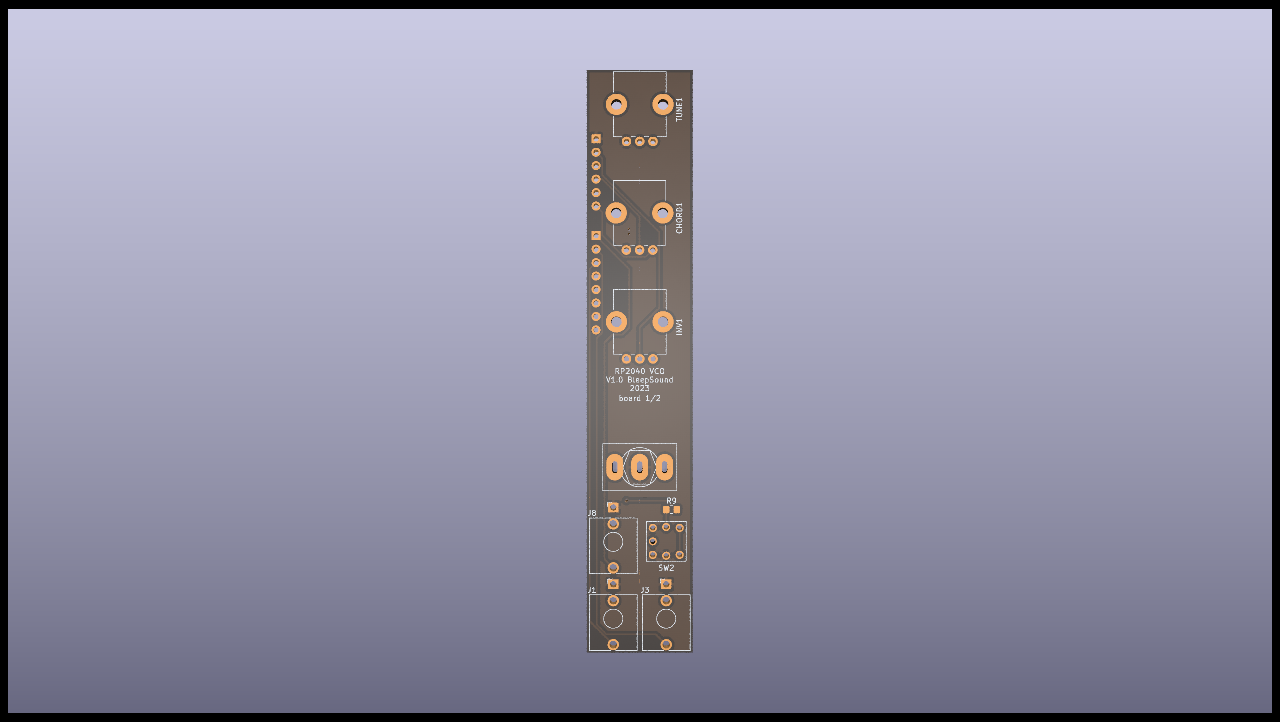 TUNE1
CHORD1
INV1
RP2040 VCO
V1.0 BleepSound
2023
board 1/2
R9
J8
SW2
J1
J3